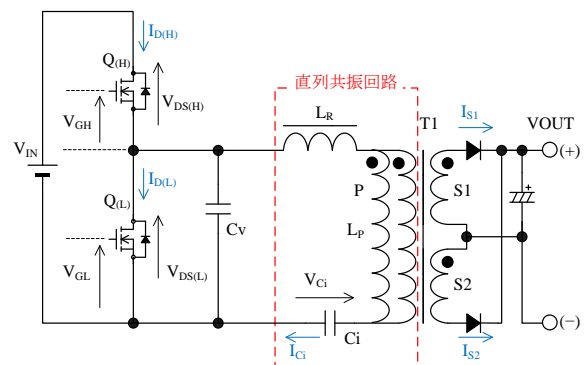 I_D(H)
Q_(H)
V_DS(H)
V_GH
V_IN
I_D(L)
Q_(L)
V_DS(L)
V_GL
Cv
直列共振回路
L_R
P
L_P
V_Ci
I_Ci
Ci
T1
I_S1
VOUT
(+)
+
S1
S2
(−)
I_S2